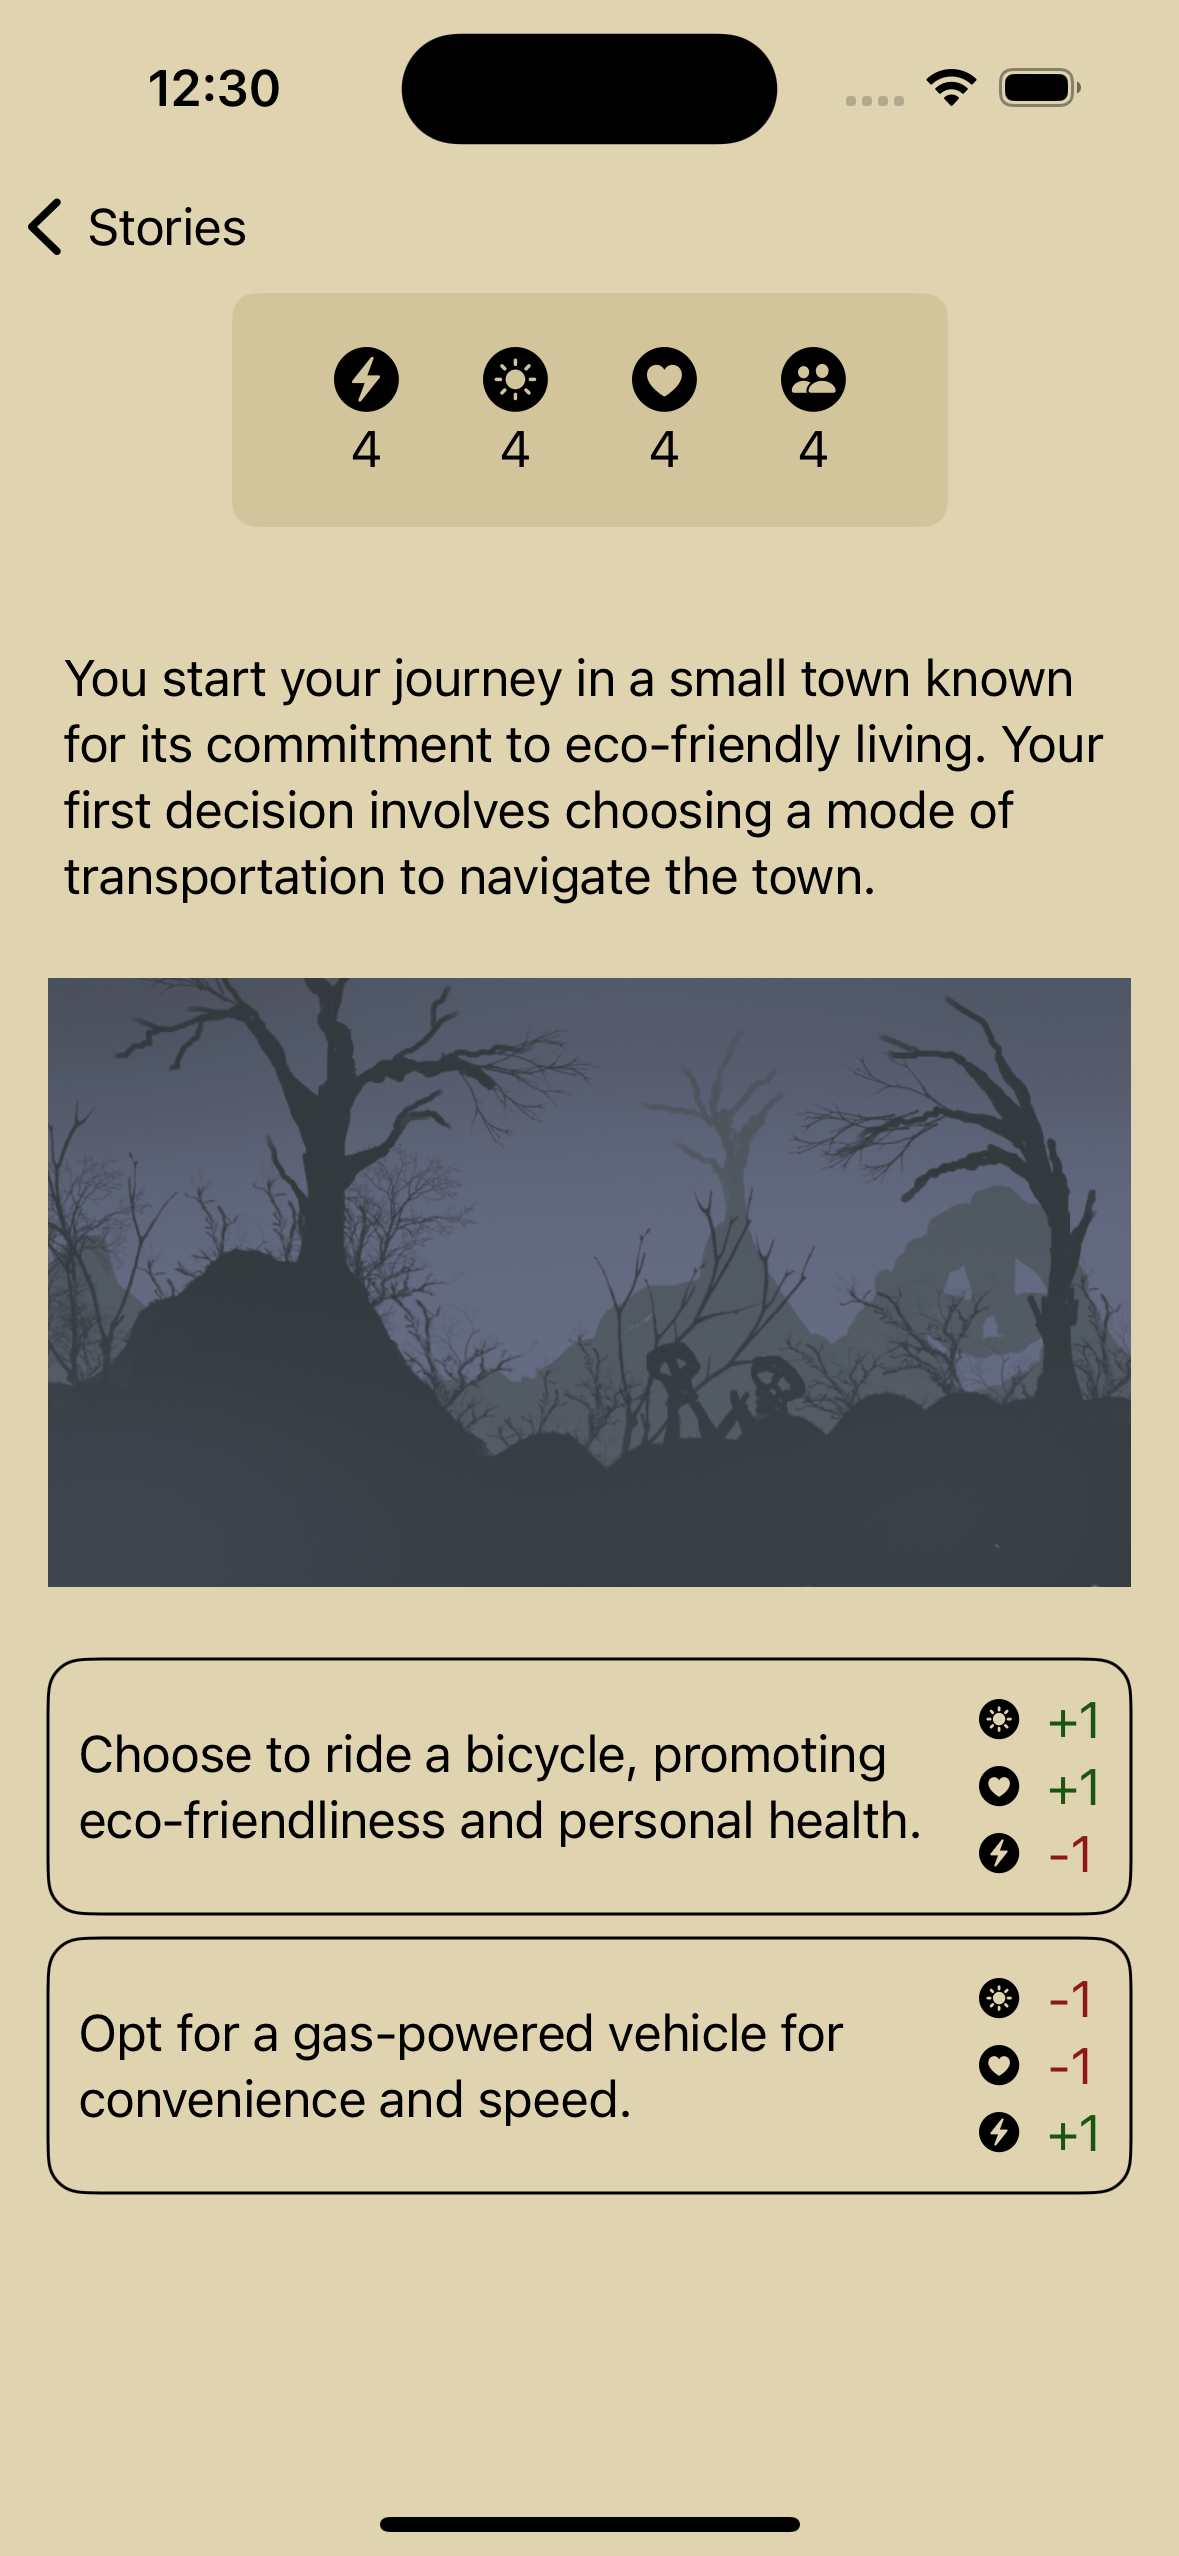 12:30
Stories
4 4 4 4
You start your journey in a small town known
for its commitment to eco-friendly living. Your
first decision involves choosing a mode of
transportation to navigate the town.
Choose to ride a bicycle, promoting
eco-friendliness and personal health.
+1
+1
-1
Opt for a gas-powered vehicle for
convenience and speed.
-1
-1
+1